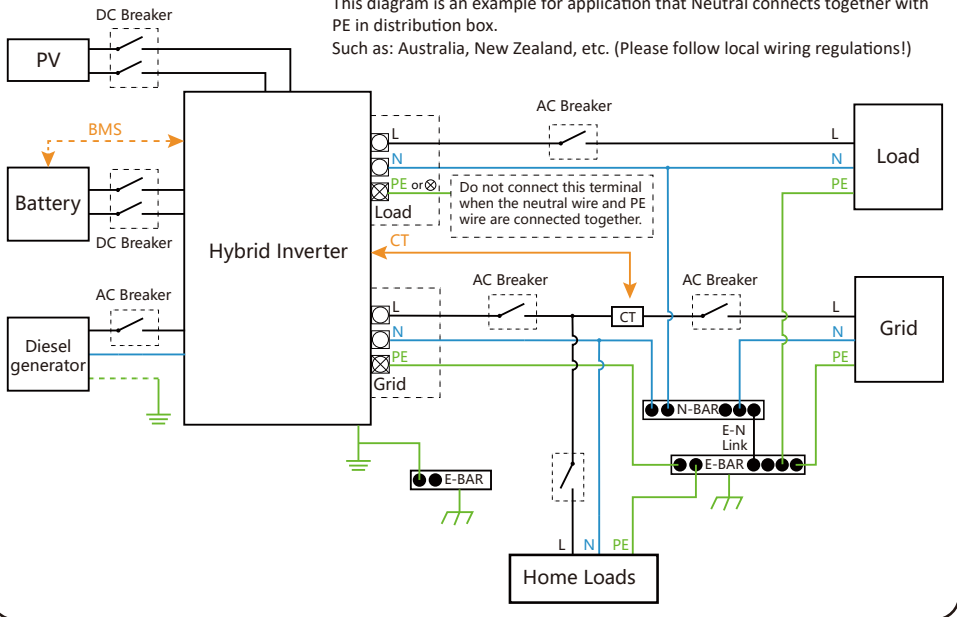 This diagram is an example for application that Neutral connects together with
PE in distribution box.
Such as: Australia, New Zealand, etc. (Please follow local wiring regulations!)
DC Breaker
PV
BMS
Battery
DC Breaker
AC Breaker
Diesel
generator
Hybrid Inverter
L
N
PE or
Load
Do not connect this terminal
when the neutral wire and PE
wire are connected together.
CT
AC Breaker
L
N
PE
Load
L
N
PE
Grid
AC Breaker
CT
AC Breaker
L
N
PE
Grid
N-BAR
E-N
Link
E-BAR
E-BAR
L
N
PE
Home Loads